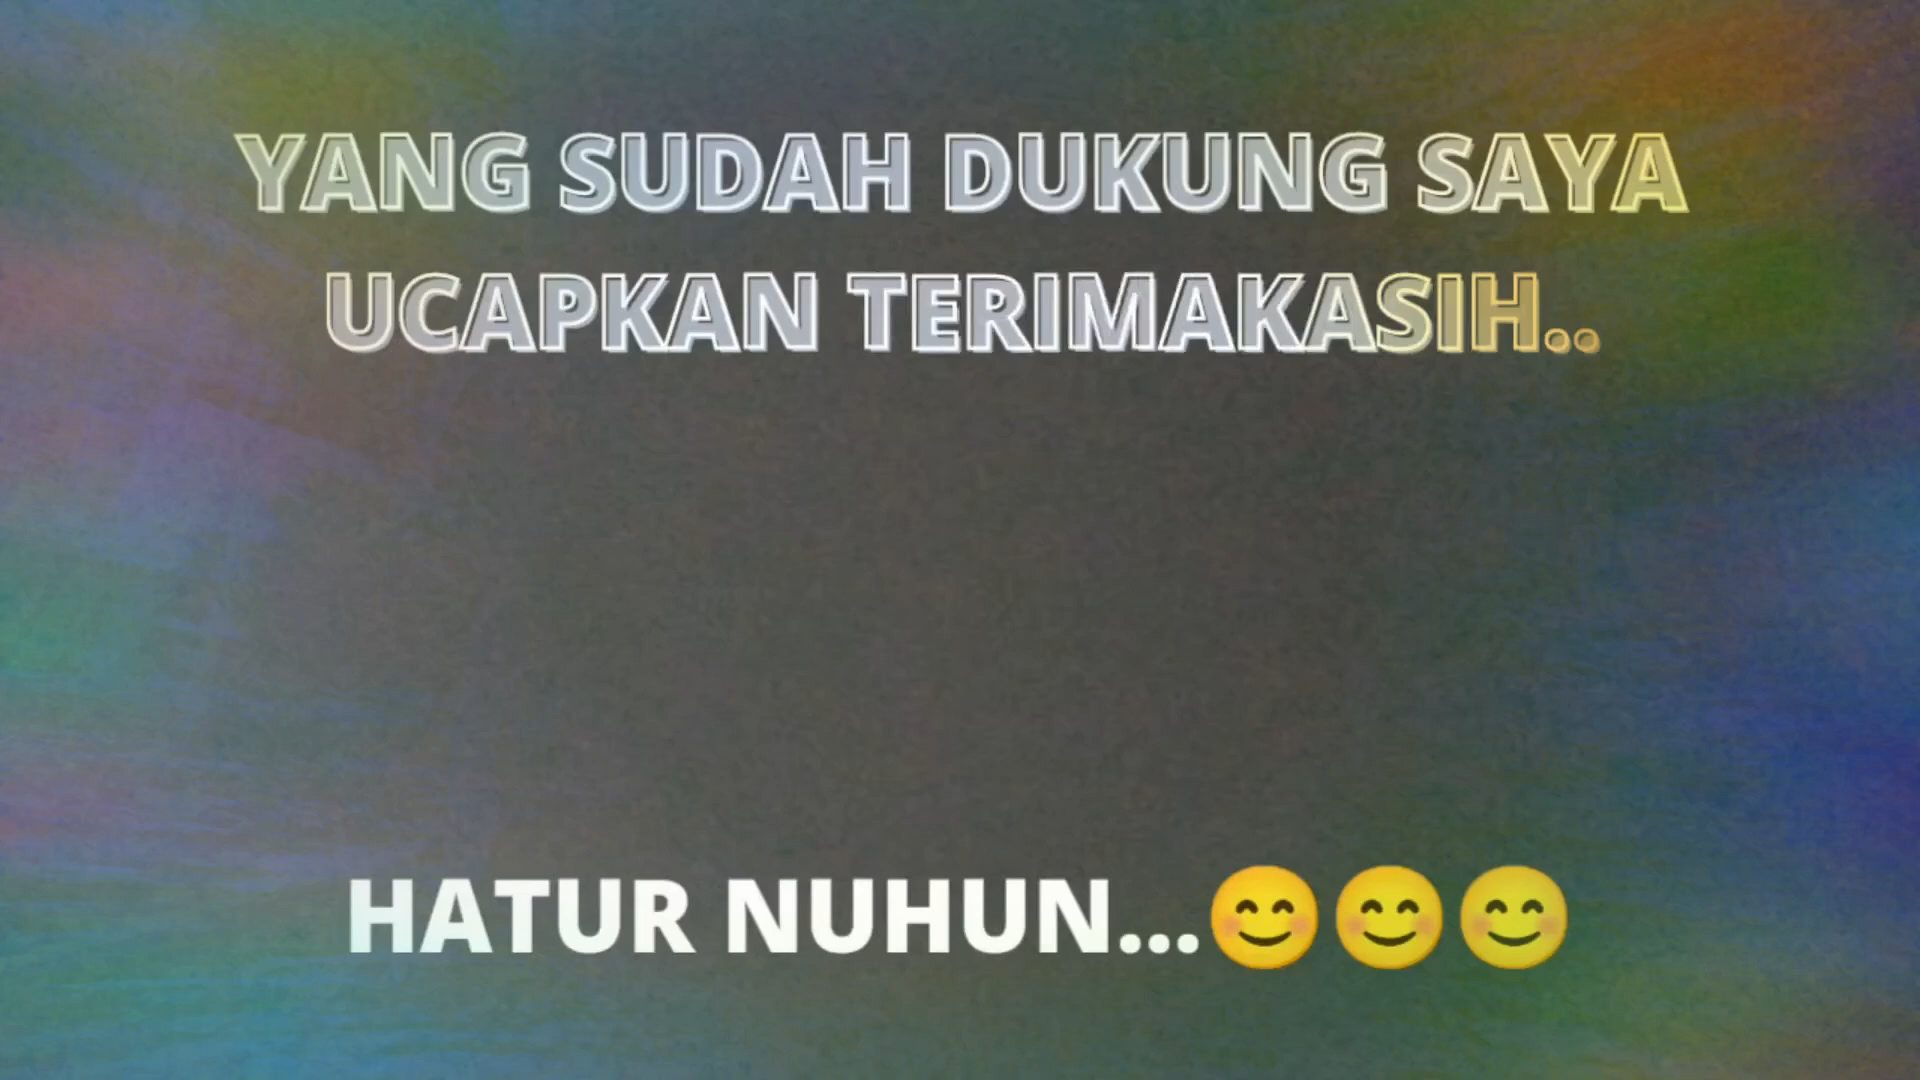 YANG SUDAH DUKUNG SAYA
UCAPKAN TERIMAKASIH..
HATUR NUHUN...😊😊😊